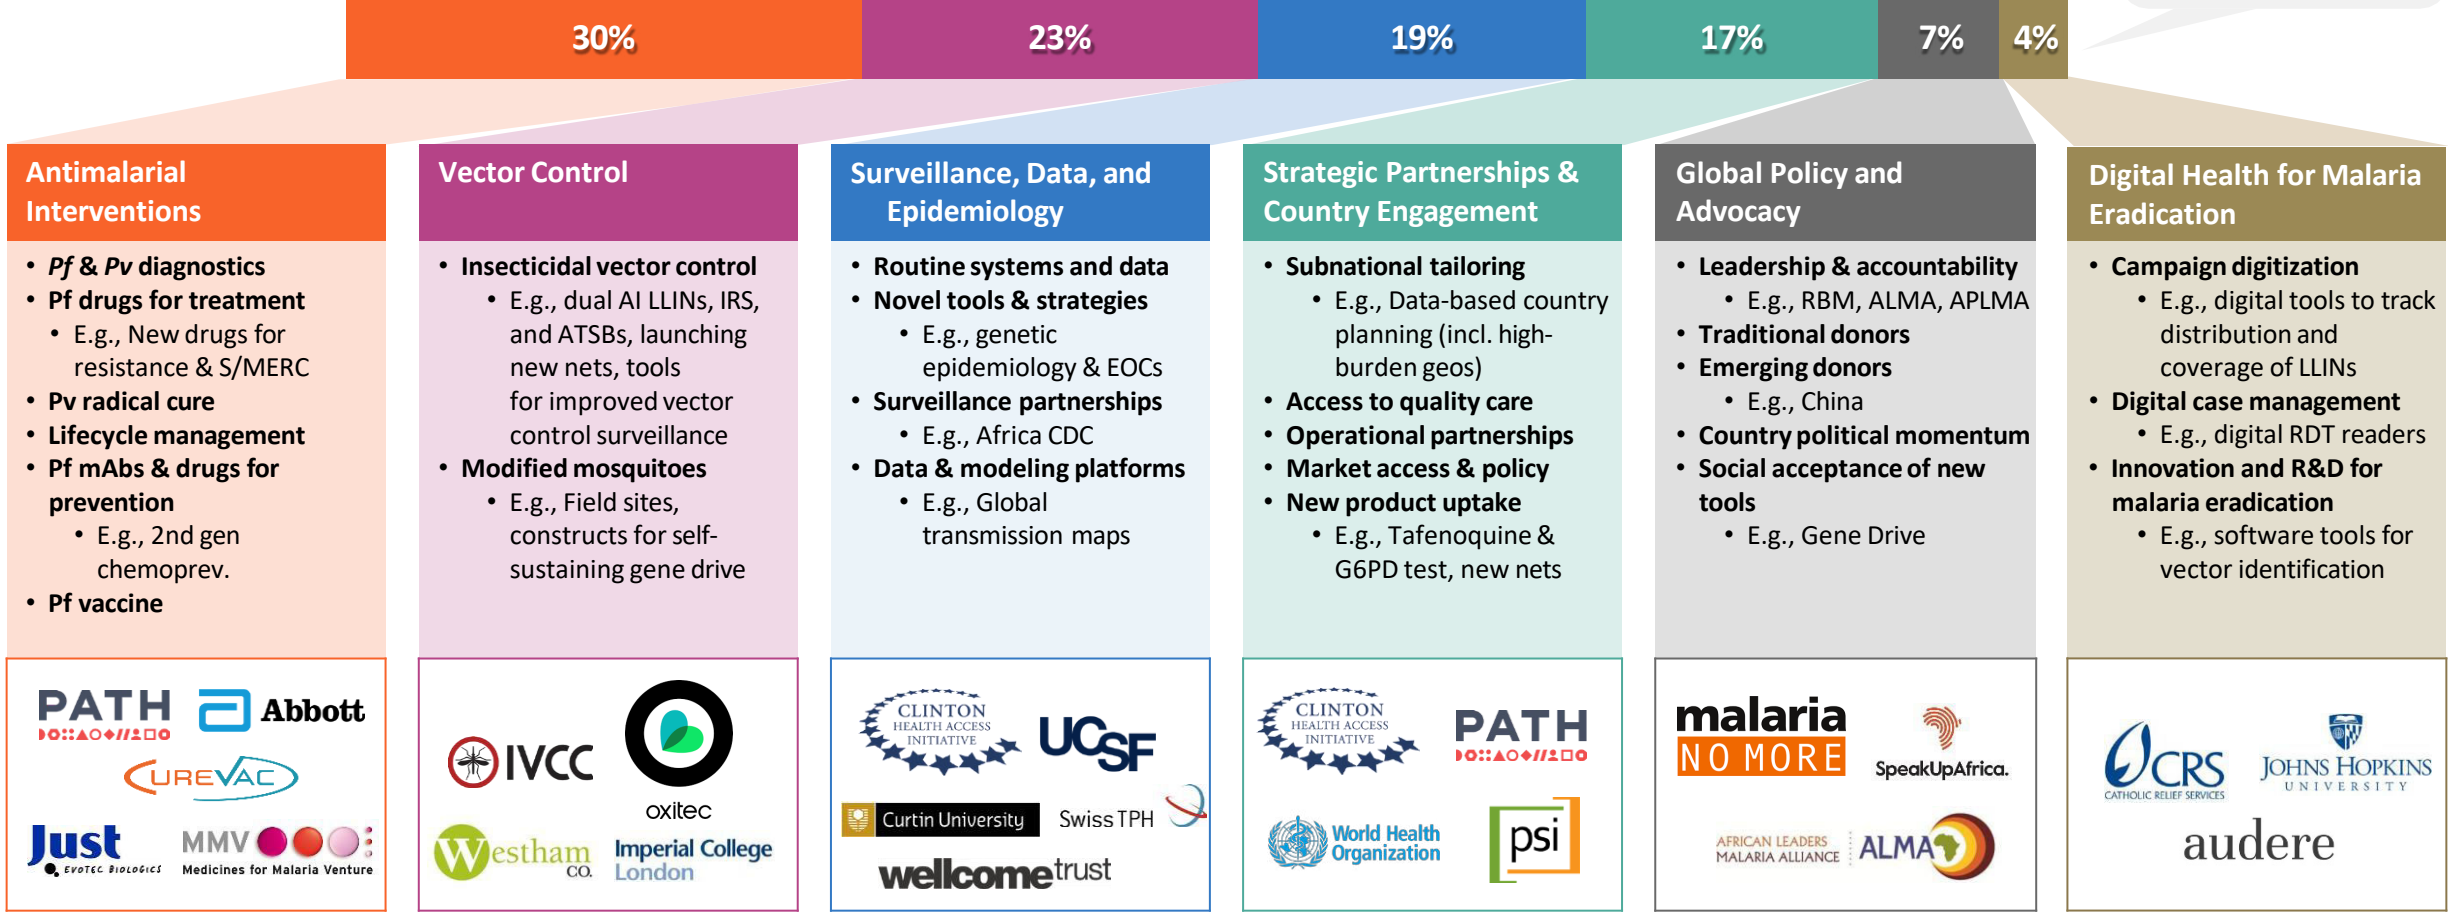 30%
23%
19%
17%
7%
4%
Antimalarial
Interventions
• Pf & Pv diagnostics
• Pf drugs for treatment
• E.g., New drugs for
resistance & S/MERC
• Pv radical cure
• Lifecycle management
• Pf mAbs & drugs for
prevention
• E.g., 2nd gen
chemoprev.
• Pf vaccine
PATH
Abbott
CUREVAC
Just
EVOTEC BIOLOGICS
MMV
Medicines for Malaria Venture
Vector Control
• Insecticidal vector control
• E.g., dual AI LLINs, IRS,
and ATSBs, launching
new nets, tools
for improved vector
control surveillance
• Modified mosquitoes
• E.g., Field sites,
constructs for self-
sustaining gene drive
IVCC
oxitec
Westham
CO.
Imperial College
London
Surveillance, Data, and
Epidemiology
• Routine systems and data
• Novel tools & strategies
• E.g., genetic
epidemiology & EOCs
• Surveillance partnerships
• E.g., Africa CDC
• Data & modeling platforms
• E.g., Global
transmission maps
CLINTON
HEALTH ACCESS
INITIATIVE
UCSF
Curtin University
Swiss TPH
wellcometrust
Strategic Partnerships &
Country Engagement
• Subnational tailoring
• E.g., Data-based country
planning (incl. high-
burden geos)
• Access to quality care
• Operational partnerships
• Market access & policy
• New product uptake
• E.g., Tafenoquine &
G6PD test, new nets
CLINTON
HEALTH ACCESS
INITIATIVE
PATH
World Health
Organization
psi
Global Policy and
Advocacy
• Leadership & accountability
• E.g., RBM, ALMA, APLMA
• Traditional donors
• Emerging donors
• E.g., China
• Country political momentum
• Social acceptance of new
tools
• E.g., Gene Drive
malaria
NO MORE
SpeakUpAfrica.
AFRICAN LEADERS
MALARIA ALLIANCE
ALMA
Digital Health for Malaria
Eradication
• Campaign digitization
• E.g., digital tools to track
distribution and
coverage of LLINs
• Digital case management
• E.g., digital RDT readers
• Innovation and R&D for
malaria eradication
• E.g., software tools for
vector identification
CRS
CATHOLIC RELIEF SERVICES
JOHNS HOPKINS
UNIVERSITY
audere